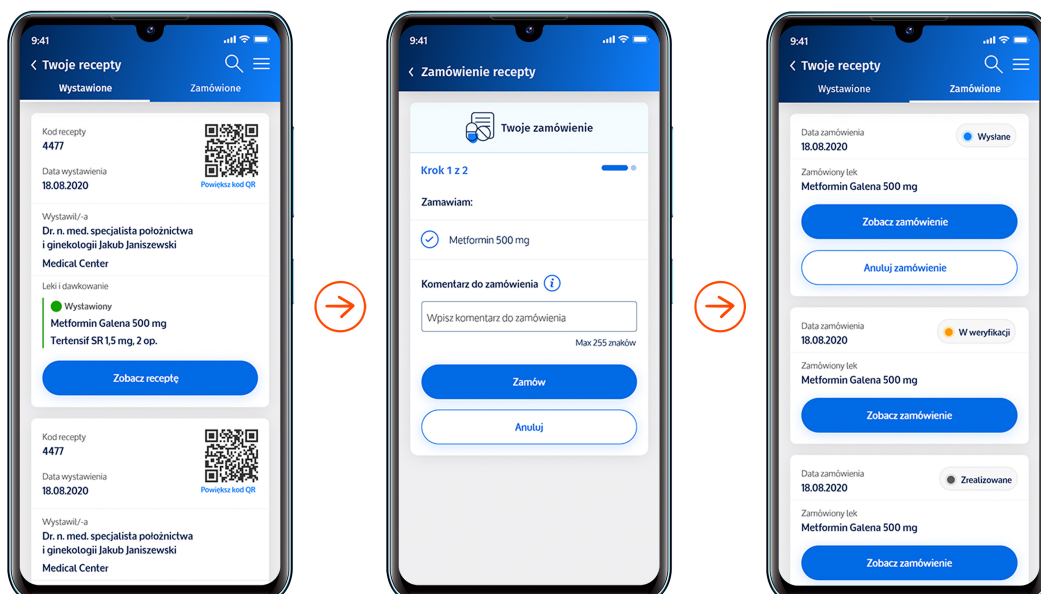 9:41
Twoje recepty
Wystawione
Zamówione
Kod recepty
4477
Data wystawienia
18.08.2020
Powiększ kod QR
Wystawił/-a
Dr. n. med. specjalista położnictwa
i ginekologii Jakub Janiszewski
Medical Center
Leki i dawkowanie
Wystawiony
Metformin Galena 500 mg
Tertensif SR 1,5 mg, 2 op.
Zobacz receptę
Kod recepty
4477
Data wystawienia
18.08.2020
Powiększ kod QR
Wystawił/-a
Dr. n. med. specjalista położnictwa
i ginekologii Jakub Janiszewski
Medical Center
9:41
Zamówienie recepty
Twoje zamówienie
Krok 1 z 2
Zamawiam:
Metformin 500 mg
Komentarz do zamówienia i
Wpisz komentarz do zamówienia
Max 255 znaków
Zamów
Anuluj
9:41
Twoje recepty
Wystawione
Zamówione
Data zamówienia
18.08.2020
Wysłane
Zamówiony lek
Metformin Galena 500 mg
Zobacz zamówienie
Anuluj zamówienie
Data zamówienia
18.08.2020
W weryfikacji
Zamówiony lek
Metformin Galena 500 mg
Zobacz zamówienie
Data zamówienia
18.08.2020
Zrealizowane
Zamówiony lek
Metformin Galena 500 mg
Zobacz zamówienie